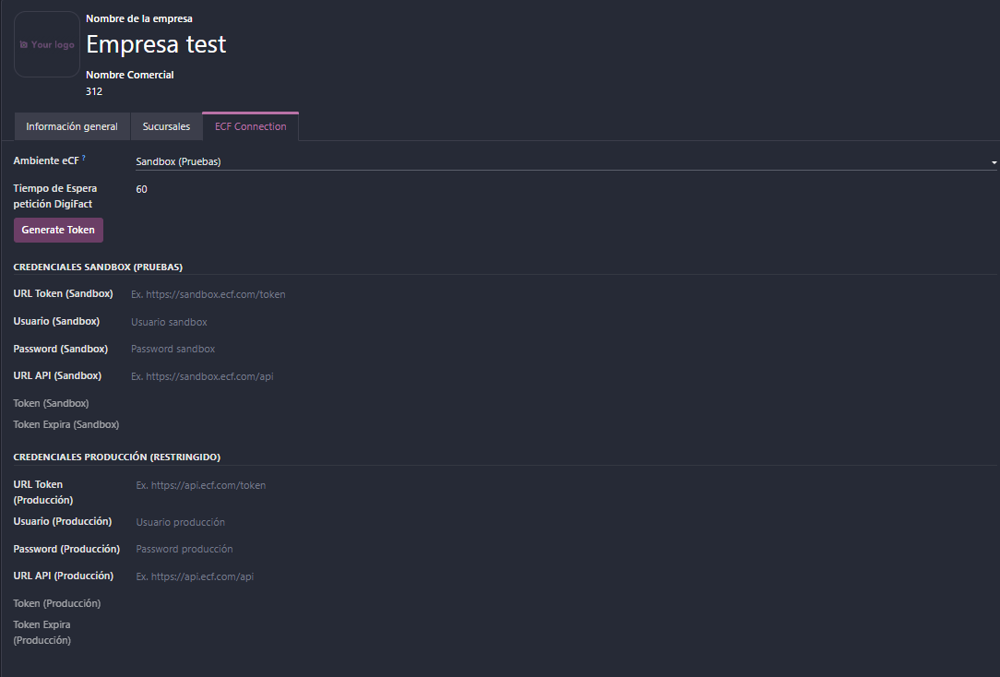 Nombre de la empresa
Your logo
Empresa test
Nombre Comercial
312
Información general
Sucursales
ECF Connection
Ambiente eCF ?
Sandbox (Pruebas)
Tiempo de Espera
petición DigiFact
60
Generate Token
CREDENCIALES SANDBOX (PRUEBAS)
URL Token (Sandbox)
Ex. https://sandbox.ecf.com/token
Usuario (Sandbox)
Usuario sandbox
Password (Sandbox)
Password sandbox
URL API (Sandbox)
Ex. https://sandbox.ecf.com/api
Token (Sandbox)
Token Expira (Sandbox)
CREDENCIALES PRODUCCIÓN (RESTRINGIDO)
URL Token
(Producción)
Ex. https://api.ecf.com/token
Usuario (Producción)
Usuario producción
Password (Producción)
Password producción
URL API (Producción)
Ex. https://api.ecf.com/api
Token (Producción)
Token Expira
(Producción)